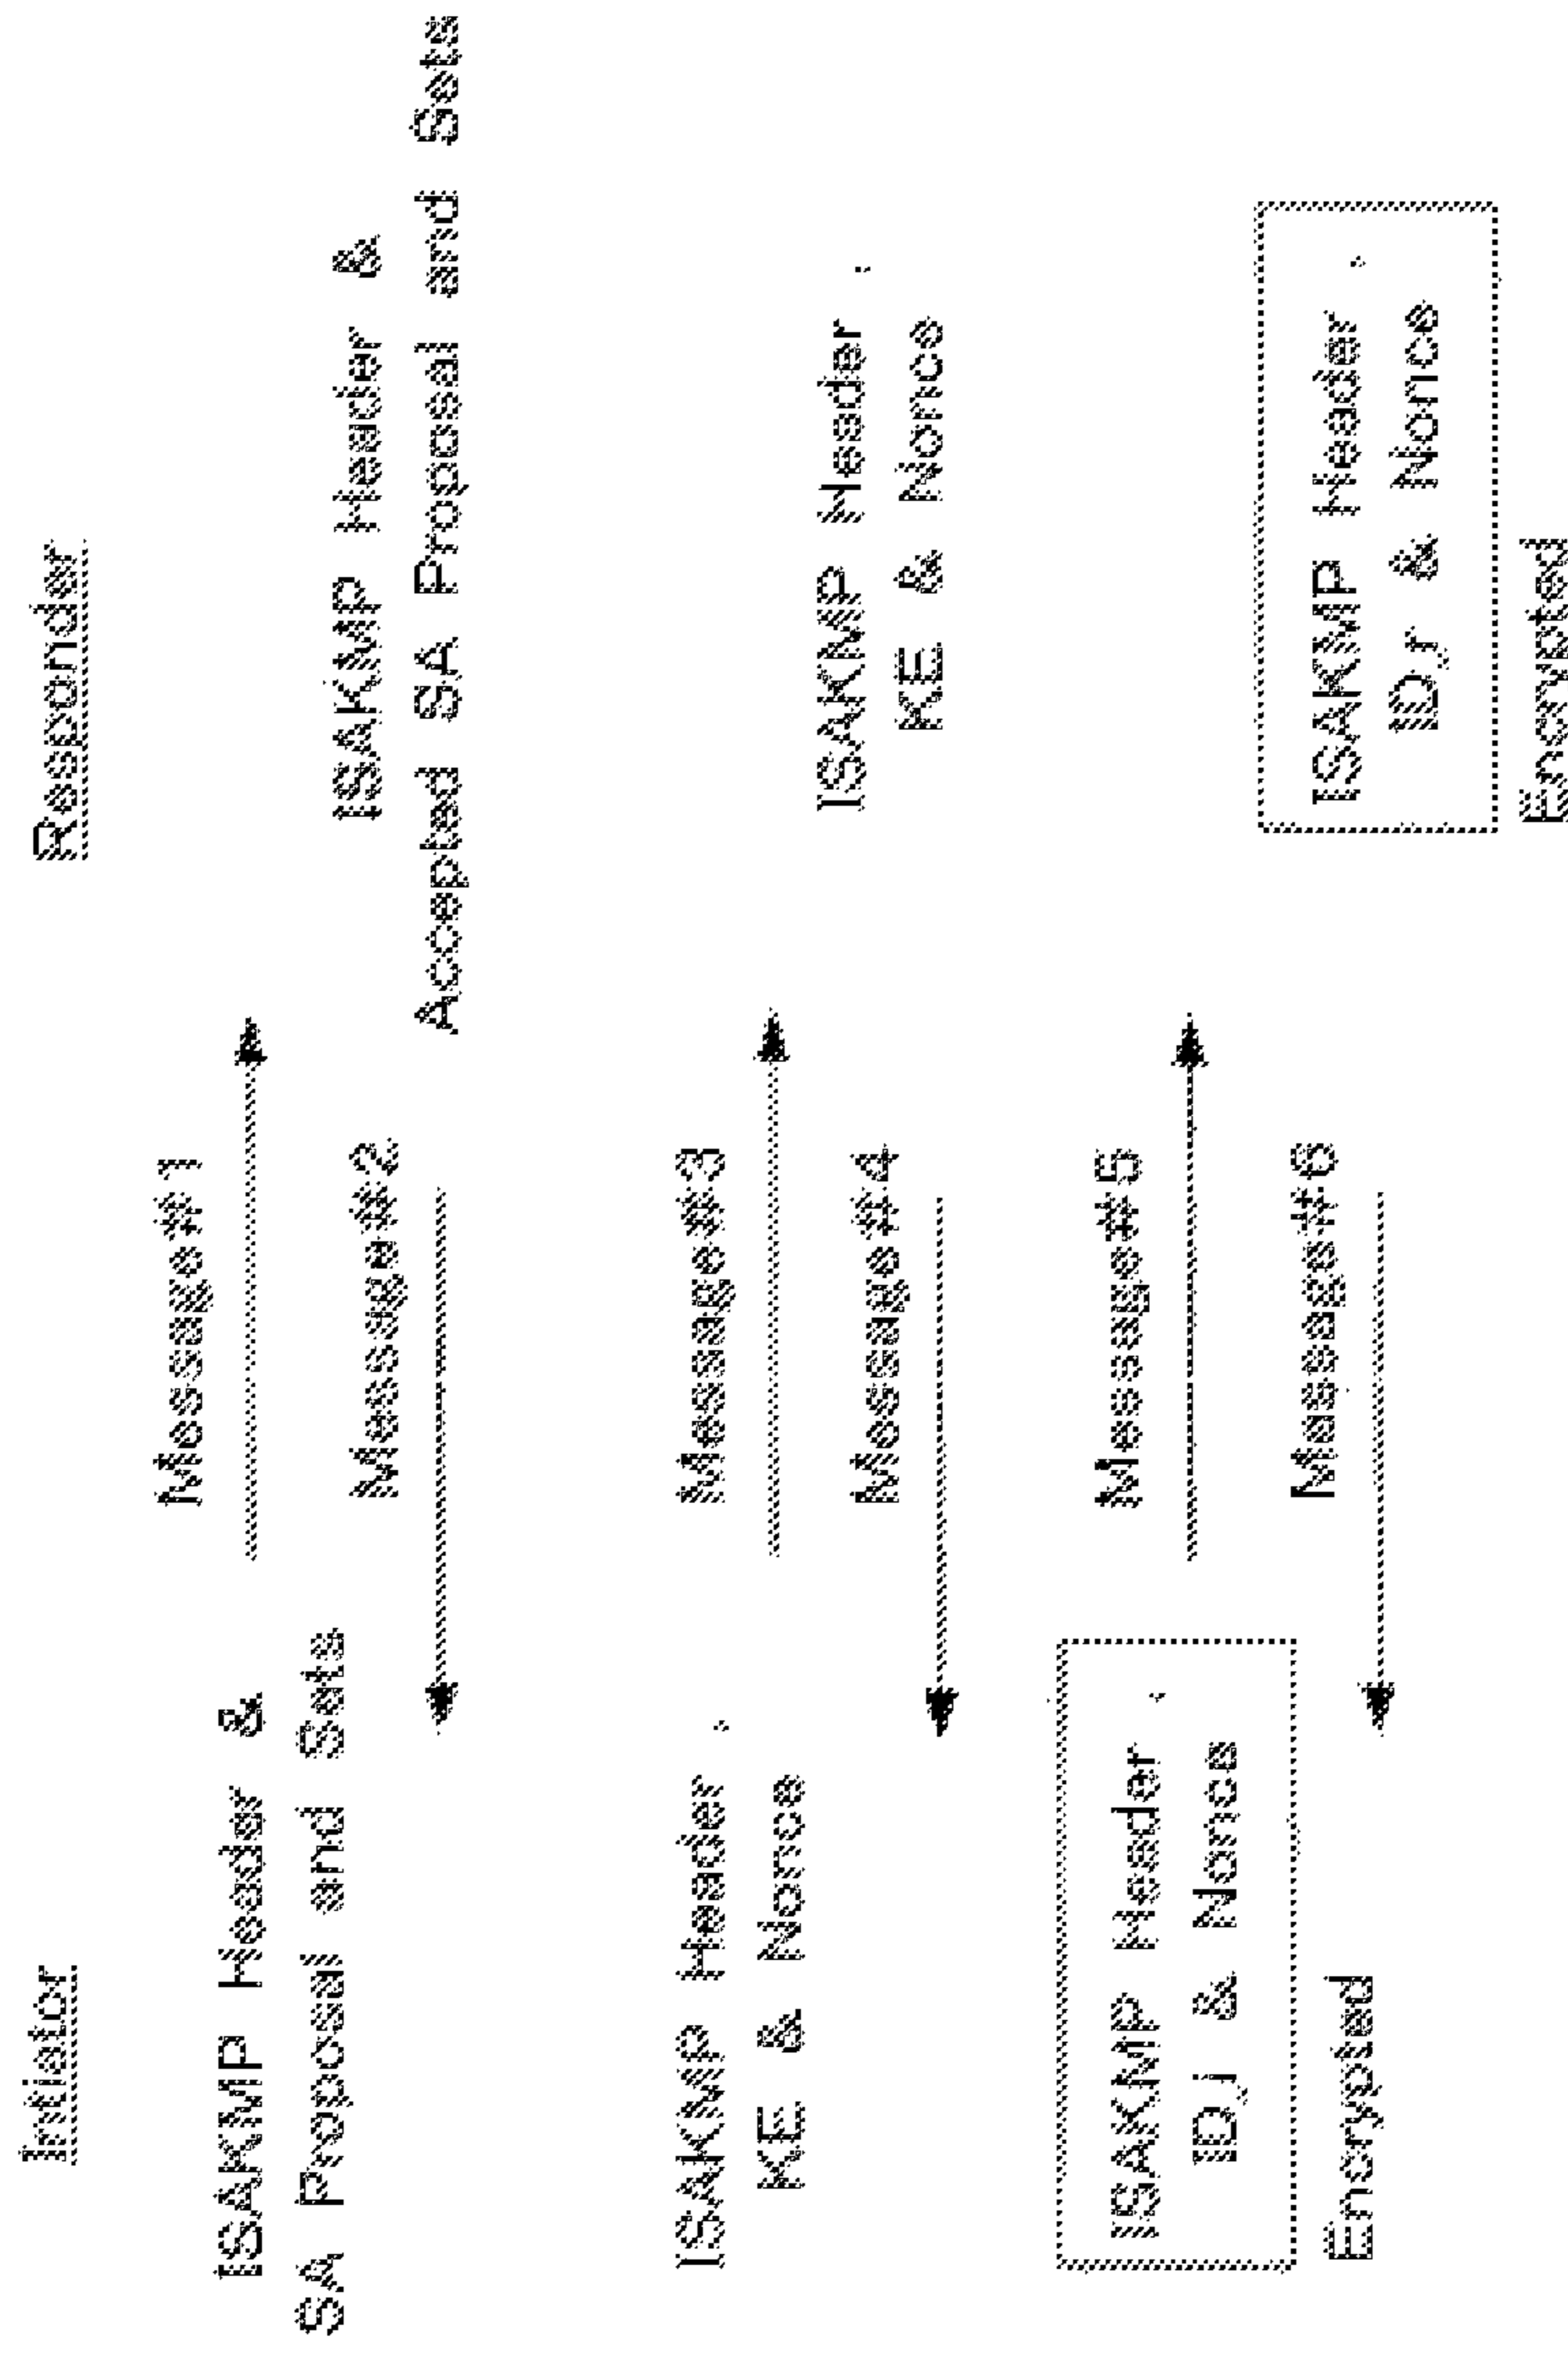 Initiator
Responder
Message#1
ISAKMP Header &
SA Proposal and Sets
Message#2
ISAKMP Header &
Accepted SA Proposal and Sets
Message#3
ISAKMP Header ,
KE & Nonce
Message#4
ISAKMP Header ,
KE & Nonce
Message#5
ISAKMP Header ,
IDi & Nonce
Encrypted
Message#6
ISAKMP Header ,
IDr & Nonce
Encrypted